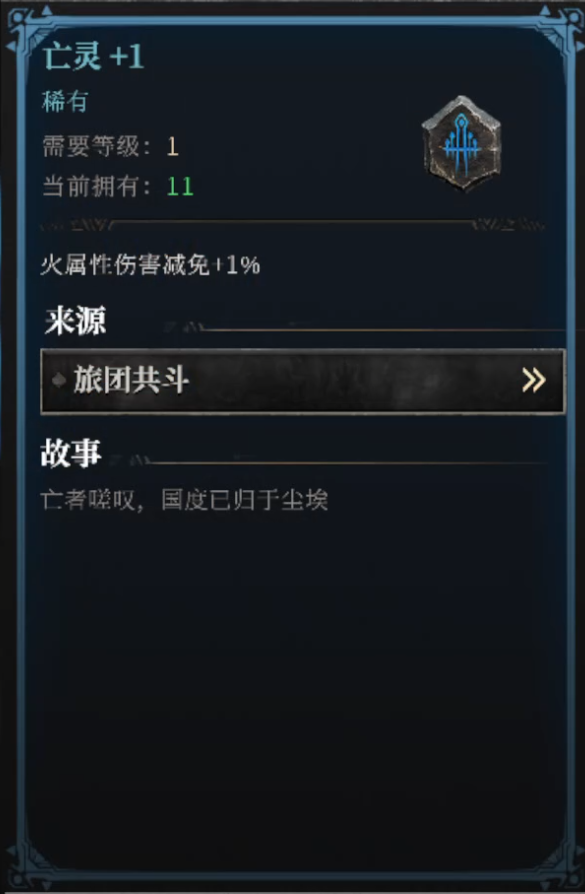 亡灵 +1
稀有
需要等级：1
当前拥有：11
火属性伤害减免+1%
来源
旅团共斗
故事
亡者嗟叹，国度已归于尘埃